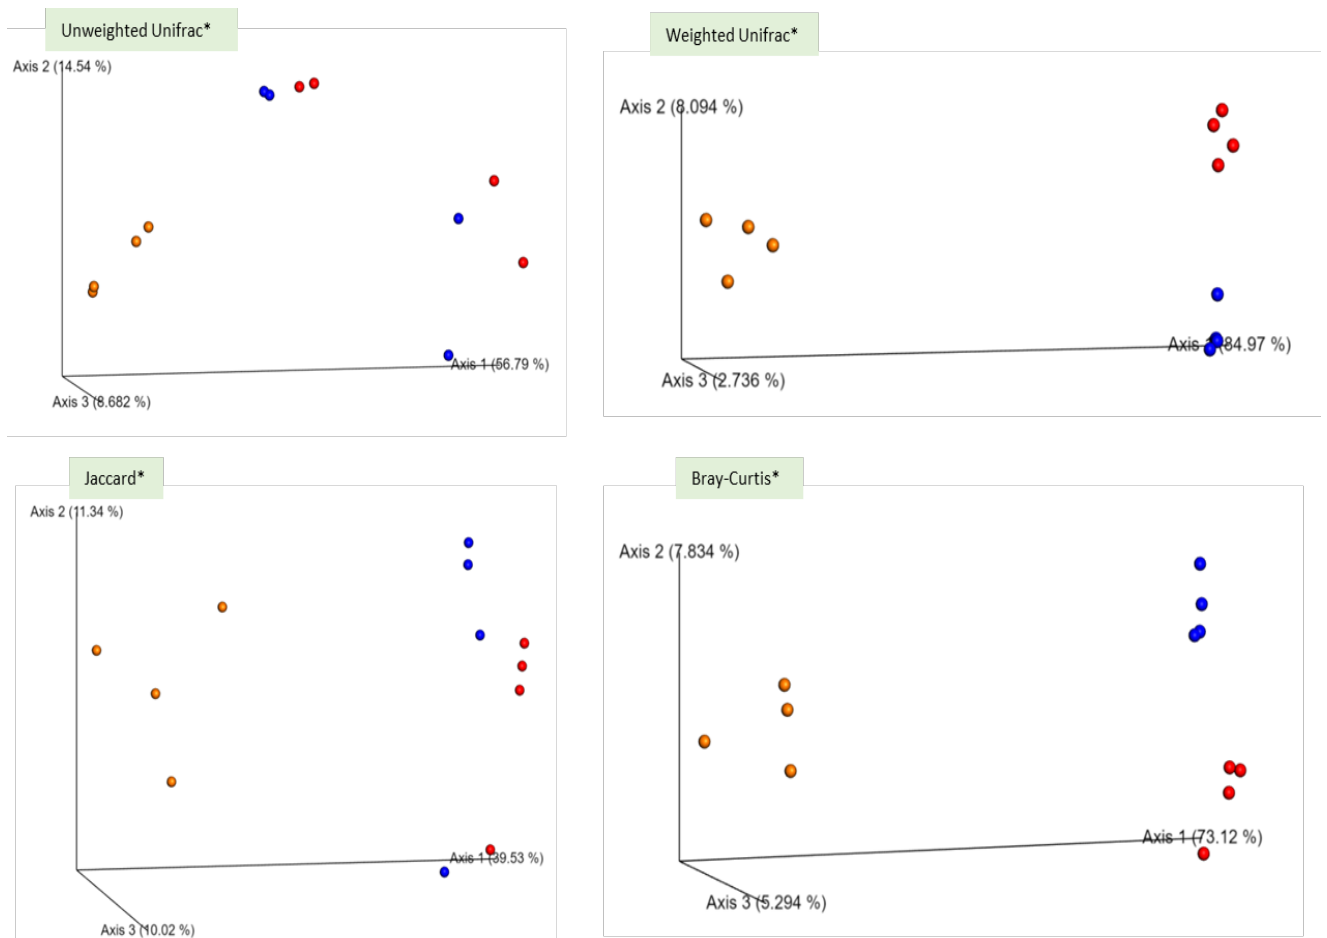 Unweighted Unifrac*
Axis 2 (14.54 %)
Axis 1 (56.79 %)
Axis 3 (8.682 %)
Weighted Unifrac*
Axis 2 (8.094 %)
Axis 1 (84.97 %)
Axis 3 (2.736 %)
Jaccard*
Axis 2 (11.34 %)
Axis 1 (39.53 %)
Axis 3 (10.02 %)
Bray-Curtis*
Axis 2 (7.834 %)
Axis 1 (73.12 %)
Axis 3 (5.294 %)